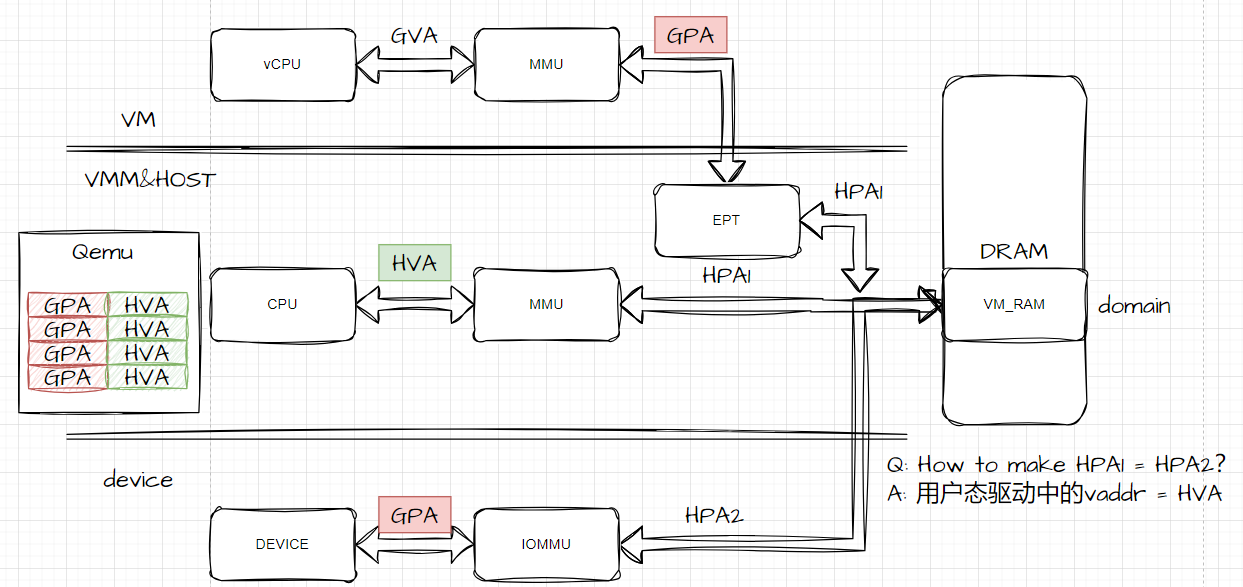 GVA
GPA
vCPU
MMU
VM
VMM&HOST
EPT
HPA1
Qemu
HVA
HPA1
DRAM
GPA HVA
GPA HVA
GPA HVA
GPA HVA
CPU
MMU
VM_RAM
domain
device
Q: How to make HPA1 = HPA2?
A: 用户态驱动中的vaddr = HVA
GPA
HPA2
DEVICE
IOMMU